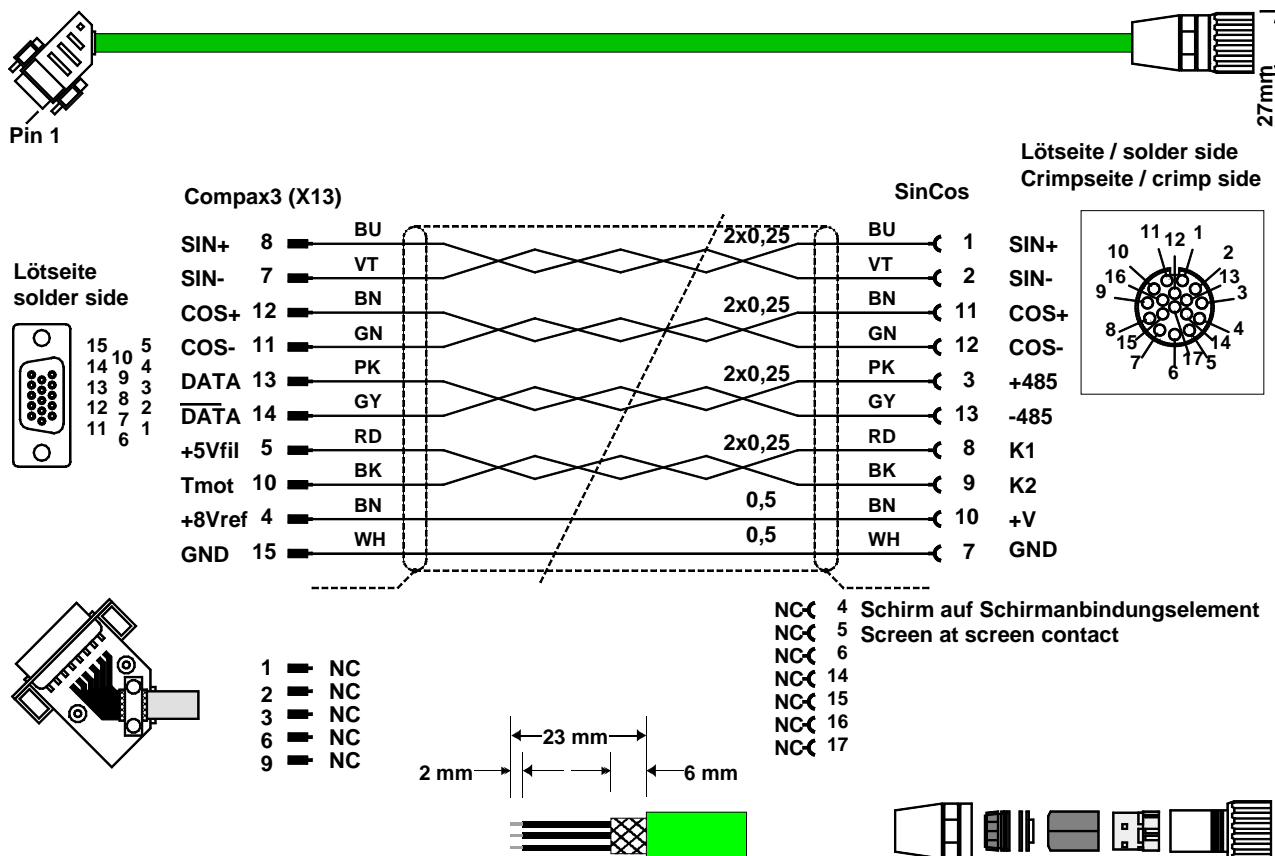 27mm
Pin 1
Lötseite / solder side
Crimpseite / crimp side
Compax3 (X13)
SinCos
Lötseite
solder side
15 10 5
14 9 4
13 8 3
12 7 2
11 6 1
SIN+ 8 BU 2x0,25 BU 1 SIN+
SIN- 7 VT VT 2 SIN-
COS+ 12 BN 2x0,25 BN 11 COS+
COS- 11 GN GN 12 COS-
DATA 13 PK 2x0,25 PK 3 +485
DATA 14 GY GY 13 -485
+5Vfil 5 RD 2x0,25 RD 8 K1
Tmot 10 BK BK 9 K2
+8Vref 4 BN 0,5 BN 10 +V
GND 15 WH 0,5 WH 7 GND
11 12 1
10 2
16 13
9 3
8 4
15 14
7 6 17 5
NC 4 Schirm auf Schirmanbindungselement
NC 5 Screen at screen contact
NC 6
NC 14
NC 15
NC 16
NC 17
1 NC
2 NC
3 NC
6 NC
9 NC
23 mm
2 mm 6 mm